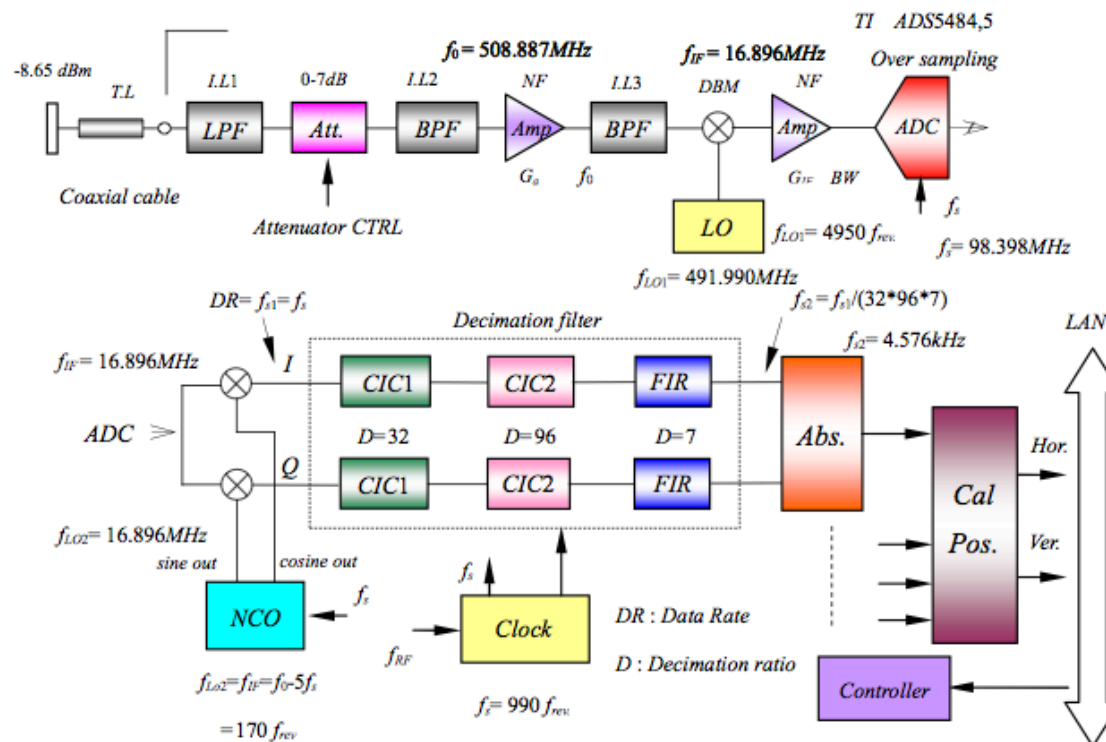 TI ADS5484,5
f0 = 508.887MHz
fIF = 16.896MHz
Over sampling
-8.65 dBm
T.L
I.L1
0-7dB
I.L2
NF
I.L3
DBM
NF
LPF
Att.
BPF
Amp
BPF
Amp
ADC
Coaxial cable
Ga
f0
GIF
BW
Attenuator CTRL
LO
fs
fLO1= 4950 frev.
fs= 98.398MHz
fLO1= 491.990MHz
DR= fs1= fs
fs2 = fs1/(32*96*7)
Decimation filter
LAN
fs2= 4.576kHz
fIF= 16.896MHz
I
CIC1
CIC2
FIR
ADC
D=32
D=96
D=7
Abs.
Q
Hor.
CIC1
CIC2
FIR
Cal
Pos.
fLO2= 16.896MHz
Ver.
sine out
cosine out
fs
NCO
fs
Clock
DR : Data Rate
fRF
D : Decimation ratio
fLo2=fIF=f0-5fs
Controller
=170 frev
fs= 990 frev.